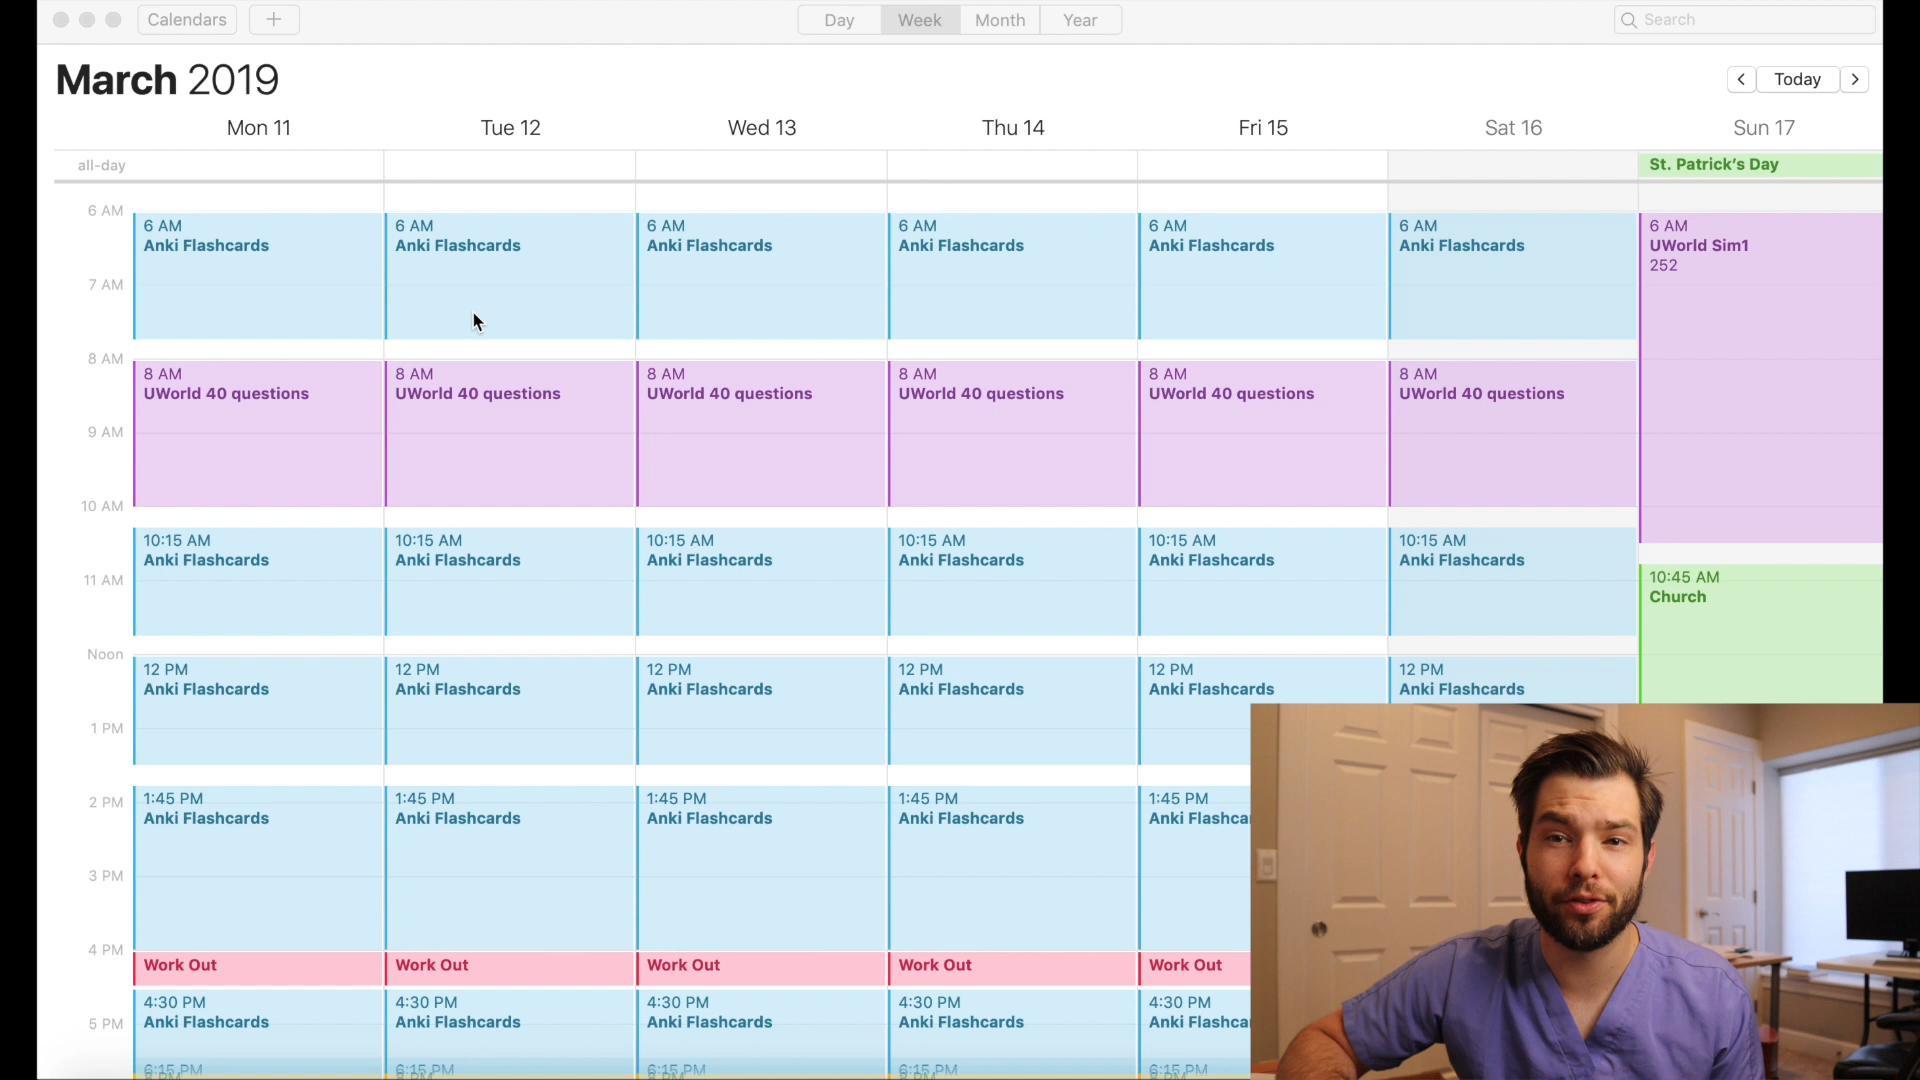 Calendars
+
Day Week Month Year
Search
March 2019
< Today >
Mon 11 Tue 12 Wed 13 Thu 14 Fri 15 Sat 16 Sun 17
all-day
St. Patrick's Day
6 AM
6 AM 6 AM 6 AM 6 AM 6 AM 6 AM 6 AM
Anki Flashcards Anki Flashcards Anki Flashcards Anki Flashcards Anki Flashcards Anki Flashcards UWorld Sim1
252
7 AM
8 AM
8 AM 8 AM 8 AM 8 AM 8 AM 8 AM
UWorld 40 questions UWorld 40 questions UWorld 40 questions UWorld 40 questions UWorld 40 questions UWorld 40 questions
9 AM
10 AM
10:15 AM 10:15 AM 10:15 AM 10:15 AM 10:15 AM 10:15 AM
Anki Flashcards Anki Flashcards Anki Flashcards Anki Flashcards Anki Flashcards Anki Flashcards
11 AM
10:45 AM
Church
Noon
12 PM 12 PM 12 PM 12 PM 12 PM 12 PM
Anki Flashcards Anki Flashcards Anki Flashcards Anki Flashcards Anki Flashcards Anki Flashcards
1 PM
2 PM
1:45 PM 1:45 PM 1:45 PM 1:45 PM 1:45 PM
Anki Flashcards Anki Flashcards Anki Flashcards Anki Flashcards Anki Flashca
3 PM
4 PM
Work Out Work Out Work Out Work Out Work Out
4:30 PM 4:30 PM 4:30 PM 4:30 PM 4:30 PM
5 PM
Anki Flashcards Anki Flashcards Anki Flashcards Anki Flashcards Anki Flashca
6:15 PM 6:15 PM 6:15 PM 6:15 PM 6:15 PM